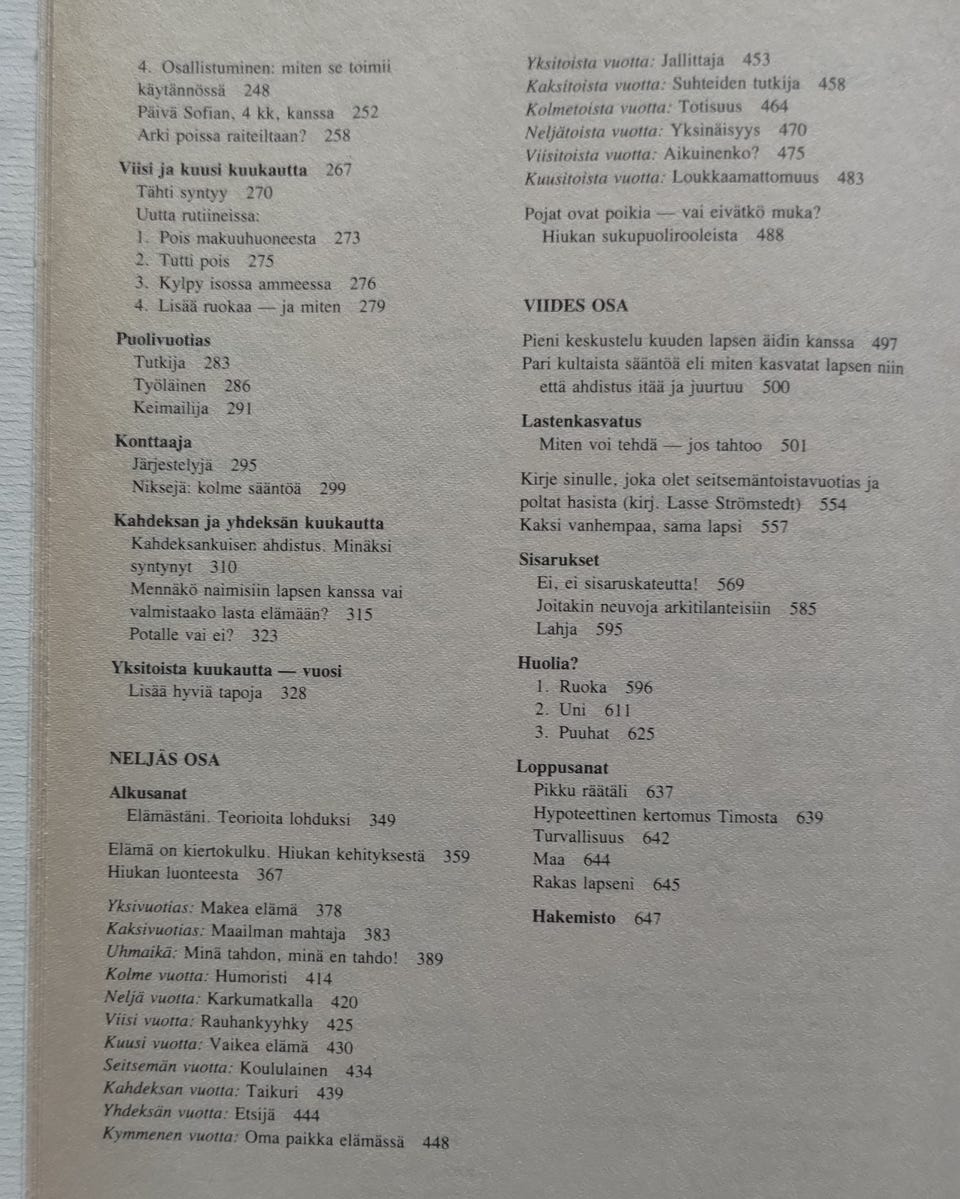 4. Osallistuminen: miten se toimii
käytännössä 248
Päivä Sofian, 4 kk, kanssa 252
Arki poissa raiteiltaan? 258
Viisi ja kuusi kuukautta 267
Tähti syntyy 270
Uutta rutiineissa:
1. Pois makuuhuoneesta 273
2. Tutti pois 275
3. Kylpy isossa ammeessa 276
4. Lisää ruokaa — ja miten 279
Puolivuotias
Tutkija 283
Työläinen 286
Keimailija 291
Konttaaja
Järjestelyjä 295
Niksejä: kolme sääntöä 299
Kahdeksan ja yhdeksän kuukautta
Kahdeksankuisen ahdistus. Minäksi
syntynyt 310
Mennäkö naimisiin lapsen kanssa vai
valmistaako lasta elämään? 315
Potalle vai ei? 323
Yksitoista kuukautta — vuosi
Lisää hyviä tapoja 328
NELJÄS OSA
Alkusanat
Elämästäni. Teorioita lohduksi 349
Elämä on kiertokulku. Hiukan kehityksestä 359
Hiukan luonteesta 367
Yksivuotias: Makea elämä 378
Kaksivuotias: Maailman mahtaja 383
Uhmaikä: Minä tahdon, minä en tahdo! 389
Kolme vuotta: Humoristi 414
Neljä vuotta: Karkumatkalla 420
Viisi vuotta: Rauhankyyhky 425
Kuusi vuotta: Vaikea elämä 430
Seitsemän vuotta: Koululainen 434
Kahdeksan vuotta: Taikuri 439
Yhdeksän vuotta: Etsijä 444
Kymmenen vuotta: Oma paikka elämässä 448
Yksitoista vuotta: Jallittaja 453
Kaksitoista vuotta: Suhteiden tutkija 458
Kolmetoista vuotta: Totisuus 464
Neljätoista vuotta: Yksinäisyys 470
Viisitoista vuotta: Aikuinenko? 475
Kuusitoista vuotta: Loukkaamattomuus 483
Pojat ovat poikia — vai eivätkö muka?
Hiukan sukupuolirooleista 488
VIIDES OSA
Pieni keskustelu kuuden lapsen äidin kanssa 497
Pari kultaista sääntöä eli miten kasvatat lapsen niin
että ahdistus itää ja juurtuu 500
Lastenkasvatus
Miten voi tehdä — jos tahtoo 501
Kirje sinulle, joka olet seitsemäntoistavuotias ja
poltat hasista (kirj. Lasse Strömstedt) 554
Kaksi vanhempaa, sama lapsi 557
Sisarukset
Ei, ei sisaruskateutta! 569
Joitakin neuvoja arkitilanteisiin 585
Lahja 595
Huolia?
1. Ruoka 596
2. Uni 611
3. Puuhat 625
Loppusanat
Pikku räätäli 637
Hypoteettinen kertomus Timosta 639
Turvallisuus 642
Maa 644
Rakas lapseni 645
Hakemisto 647